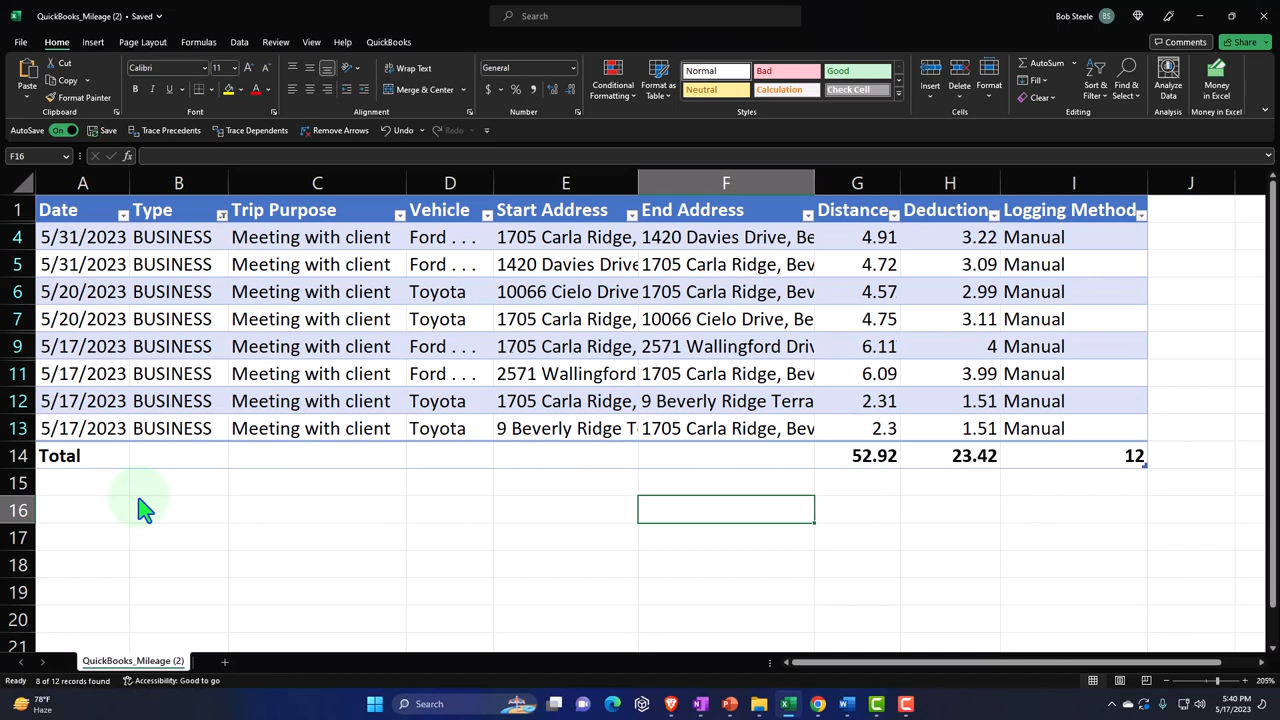 QuickBooks_Mileage (2) • Saved
Search
Bob Steele BS
File Home Insert Page Layout Formulas Data Review View Help QuickBooks
Comments Share
Paste Cut Copy Format Painter Clipboard
Calibri 11 Font
Wrap Text Merge & Center Alignment
General Number
Conditional Formatting Format as Table
Normal Bad Good
Neutral Calculation Check Cell
Styles
Insert Delete Format Cells
AutoSum Fill Clear Sort & Filter Find & Select Editing
Analyze Data Analysis
Money in Excel Money in Excel
AutoSave On Save Trace Precedents Trace Dependents Remove Arrows Undo Redo
F16 fx
A B C D E F G H I J
1 Date Type Trip Purpose Vehicle Start Address End Address Distance Deduction Logging Method
4 5/31/2023 BUSINESS Meeting with client Ford . . . 1705 Carla Ridge, 1420 Davies Drive, Be 4.91 3.22 Manual
5 5/31/2023 BUSINESS Meeting with client Ford . . . 1420 Davies Drive 1705 Carla Ridge, Bev 4.72 3.09 Manual
6 5/20/2023 BUSINESS Meeting with client Toyota 10066 Cielo Drive 1705 Carla Ridge, Bev 4.57 2.99 Manual
7 5/20/2023 BUSINESS Meeting with client Toyota 1705 Carla Ridge, 10066 Cielo Drive, Be 4.75 3.11 Manual
9 5/17/2023 BUSINESS Meeting with client Ford . . . 1705 Carla Ridge, 2571 Wallingford Driv 6.11 4 Manual
11 5/17/2023 BUSINESS Meeting with client Ford . . . 2571 Wallingford 1705 Carla Ridge, Bev 6.09 3.99 Manual
12 5/17/2023 BUSINESS Meeting with client Toyota 1705 Carla Ridge, 9 Beverly Ridge Terra 2.31 1.51 Manual
13 5/17/2023 BUSINESS Meeting with client Toyota 9 Beverly Ridge T 1705 Carla Ridge, Bev 2.3 1.51 Manual
14 Total 52.92 23.42 12
15
16
17
18
19
20
21
QuickBooks_Mileage (2)
Ready 8 of 12 records found Accessibility: Good to go 205%
78°F
Haze
Search
5:40 PM
5/17/2023